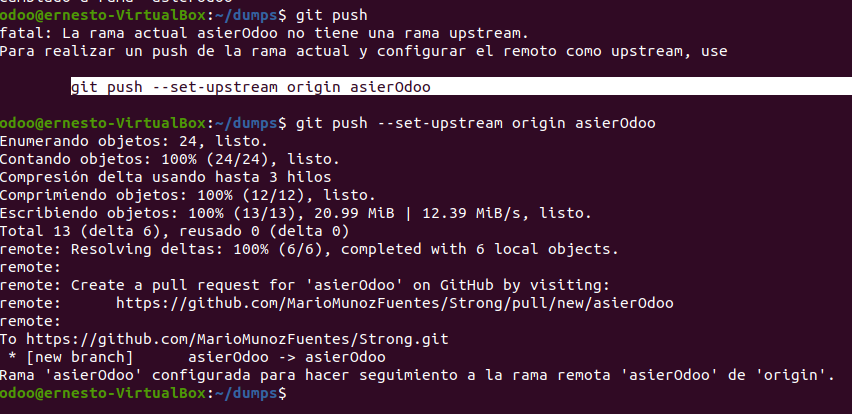 odoo@ernesto-VirtualBox:~/dumps$ git push
fatal: La rama actual asierOdoo no tiene una rama upstream.
Para realizar un push de la rama actual y configurar el remoto como upstream, use
git push --set-upstream origin asierOdoo
odoo@ernesto-VirtualBox:~/dumps$ git push --set-upstream origin asierOdoo
Enumerando objetos: 24, listo.
Contando objetos: 100% (24/24), listo.
Compresión delta usando hasta 3 hilos
Comprimiendo objetos: 100% (12/12), listo.
Escribiendo objetos: 100% (13/13), 20.99 MiB | 12.39 MiB/s, listo.
Total 13 (delta 6), reusado 0 (delta 0)
remote: Resolving deltas: 100% (6/6), completed with 6 local objects.
remote:
remote: Create a pull request for 'asierOdoo' on GitHub by visiting:
remote:      https://github.com/MarioMunozFuentes/Strong/pull/new/asierOdoo
remote:
To https://github.com/MarioMunozFuentes/Strong.git
 * [new branch]      asierOdoo -> asierOdoo
Rama 'asierOdoo' configurada para hacer seguimiento a la rama remota 'asierOdoo' de 'origin'.
odoo@ernesto-VirtualBox:~/dumps$